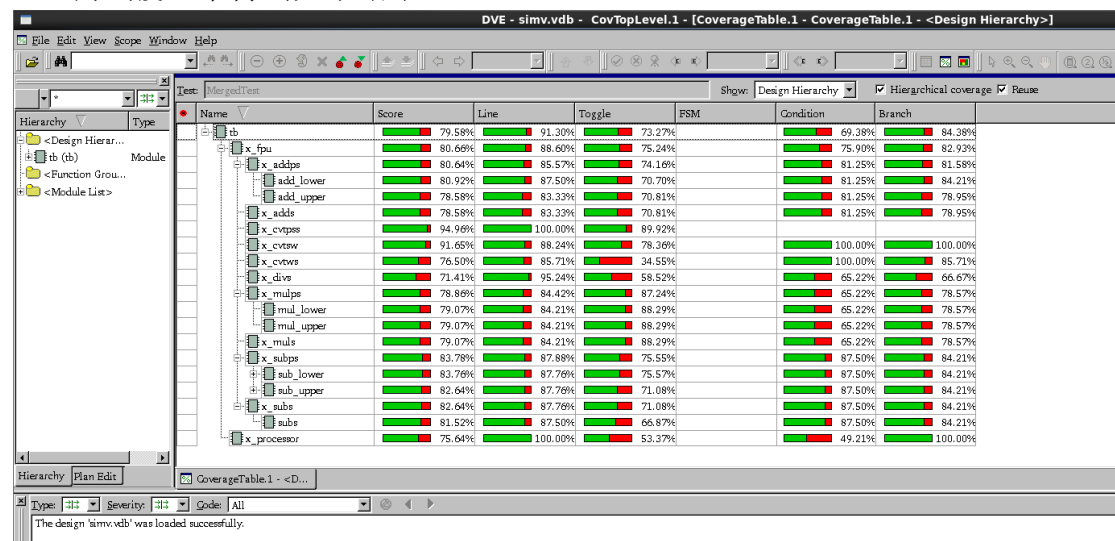 DVE - simv.vdb - CovTopLevel.1 - [CoverageTable.1 - CoverageTable.1 - <Design Hierarchy>]
File Edit View Scope Window Help
Test: MergedTest Show: Design Hierarchy Hierarchical coverage Reuse
*
Hierarchy Type
<Design Hierar...
tb (tb) Module
<Function Grou...
<Module List>
Name Score Line Toggle FSM Condition Branch
tb 79.58% 91.30% 73.27% 69.38% 84.38%
x_fpu 80.66% 88.60% 75.24% 75.90% 82.93%
x_addps 80.64% 85.57% 74.16% 81.25% 81.58%
add_lower 80.92% 87.50% 70.70% 81.25% 84.21%
add_upper 78.58% 83.33% 70.81% 81.25% 78.95%
x_adds 78.58% 83.33% 70.81% 81.25% 78.95%
x_cvtpss 94.96% 100.00% 89.92%
x_cvtsw 91.65% 88.24% 78.36% 100.00% 100.00%
x_cvtws 76.50% 85.71% 34.55% 100.00% 85.71%
x_divs 71.41% 95.24% 58.52% 65.22% 66.67%
x_mulps 78.86% 84.42% 87.24% 65.22% 78.57%
mul_lower 79.07% 84.21% 88.29% 65.22% 78.57%
mul_upper 79.07% 84.21% 88.29% 65.22% 78.57%
x_muls 79.07% 84.21% 88.29% 65.22% 78.57%
x_subps 83.78% 87.88% 75.55% 87.50% 84.21%
sub_lower 83.76% 87.76% 75.57% 87.50% 84.21%
sub_upper 82.64% 87.76% 71.08% 87.50% 84.21%
x_subs 82.64% 87.76% 71.08% 87.50% 84.21%
subs 81.52% 87.50% 66.87% 87.50% 84.21%
x_processor 75.64% 100.00% 53.37% 49.21% 100.00%
Hierarchy Plan Edit
CoverageTable.1 - <D...
Type: Severity: Code: All
The design 'simv.vdb' was loaded successfully.